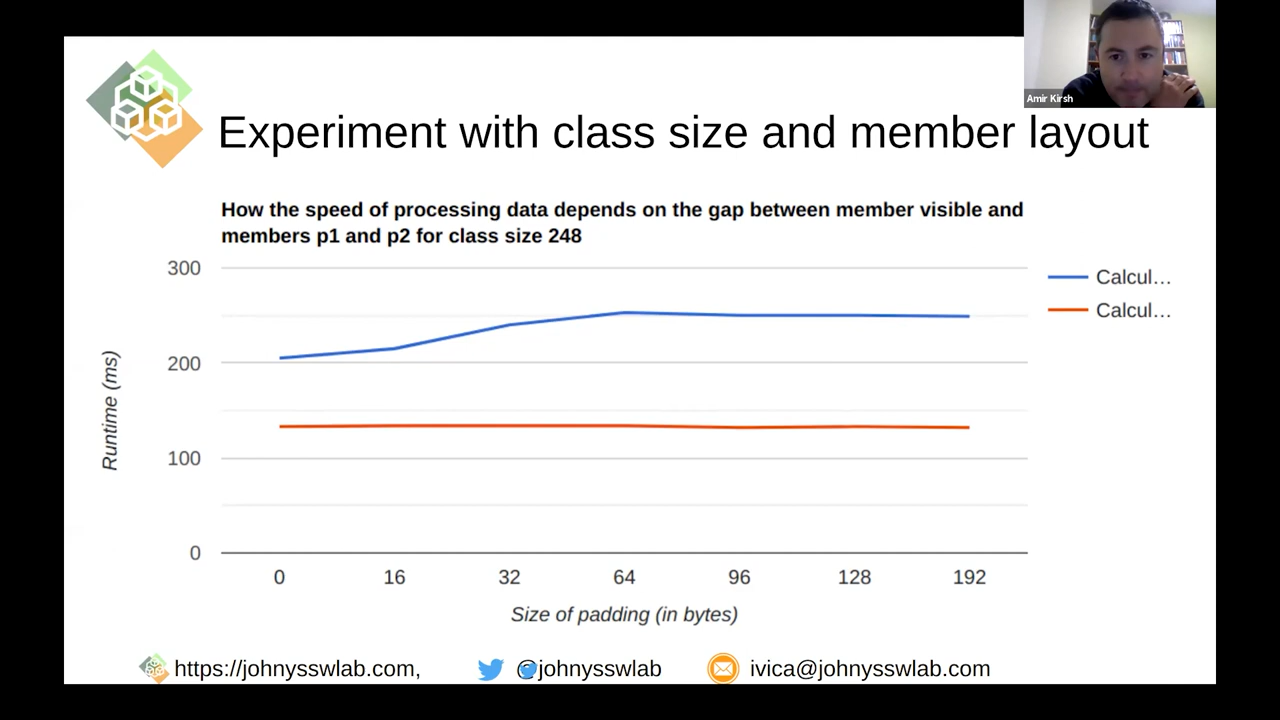 Amir Kirsh
Experiment with class size and member layout
How the speed of processing data depends on the gap between member visible and
members p1 and p2 for class size 248
300
200
100
0
Runtime (ms)
Calcul…
Calcul…
0 16 32 64 96 128 192
Size of padding (in bytes)
https://johnysswlab.com, @johnysswlab ivica@johnysswlab.com